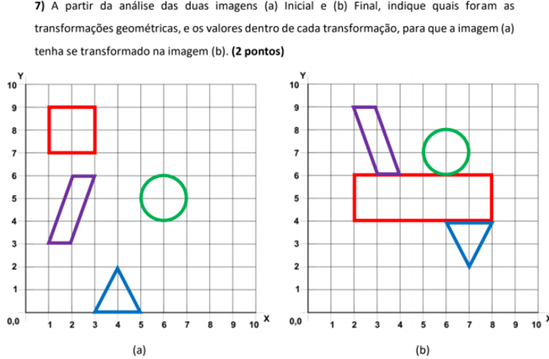 7) A partir da análise das duas imagens (a) Inicial e (b) Final, indique quais foram as
transformações geométricas, e os valores dentro de cada transformação, para que a imagem (a)
tenha se transformado na imagem (b). (2 pontos)
Y
10
9
8
7
6
5
4
3
2
1
0,0 1 2 3 4 5 6 7 8 9 10 X
(a)
Y
10
9
8
7
6
5
4
3
2
1
0,0 1 2 3 4 5 6 7 8 9 10 X
(b)